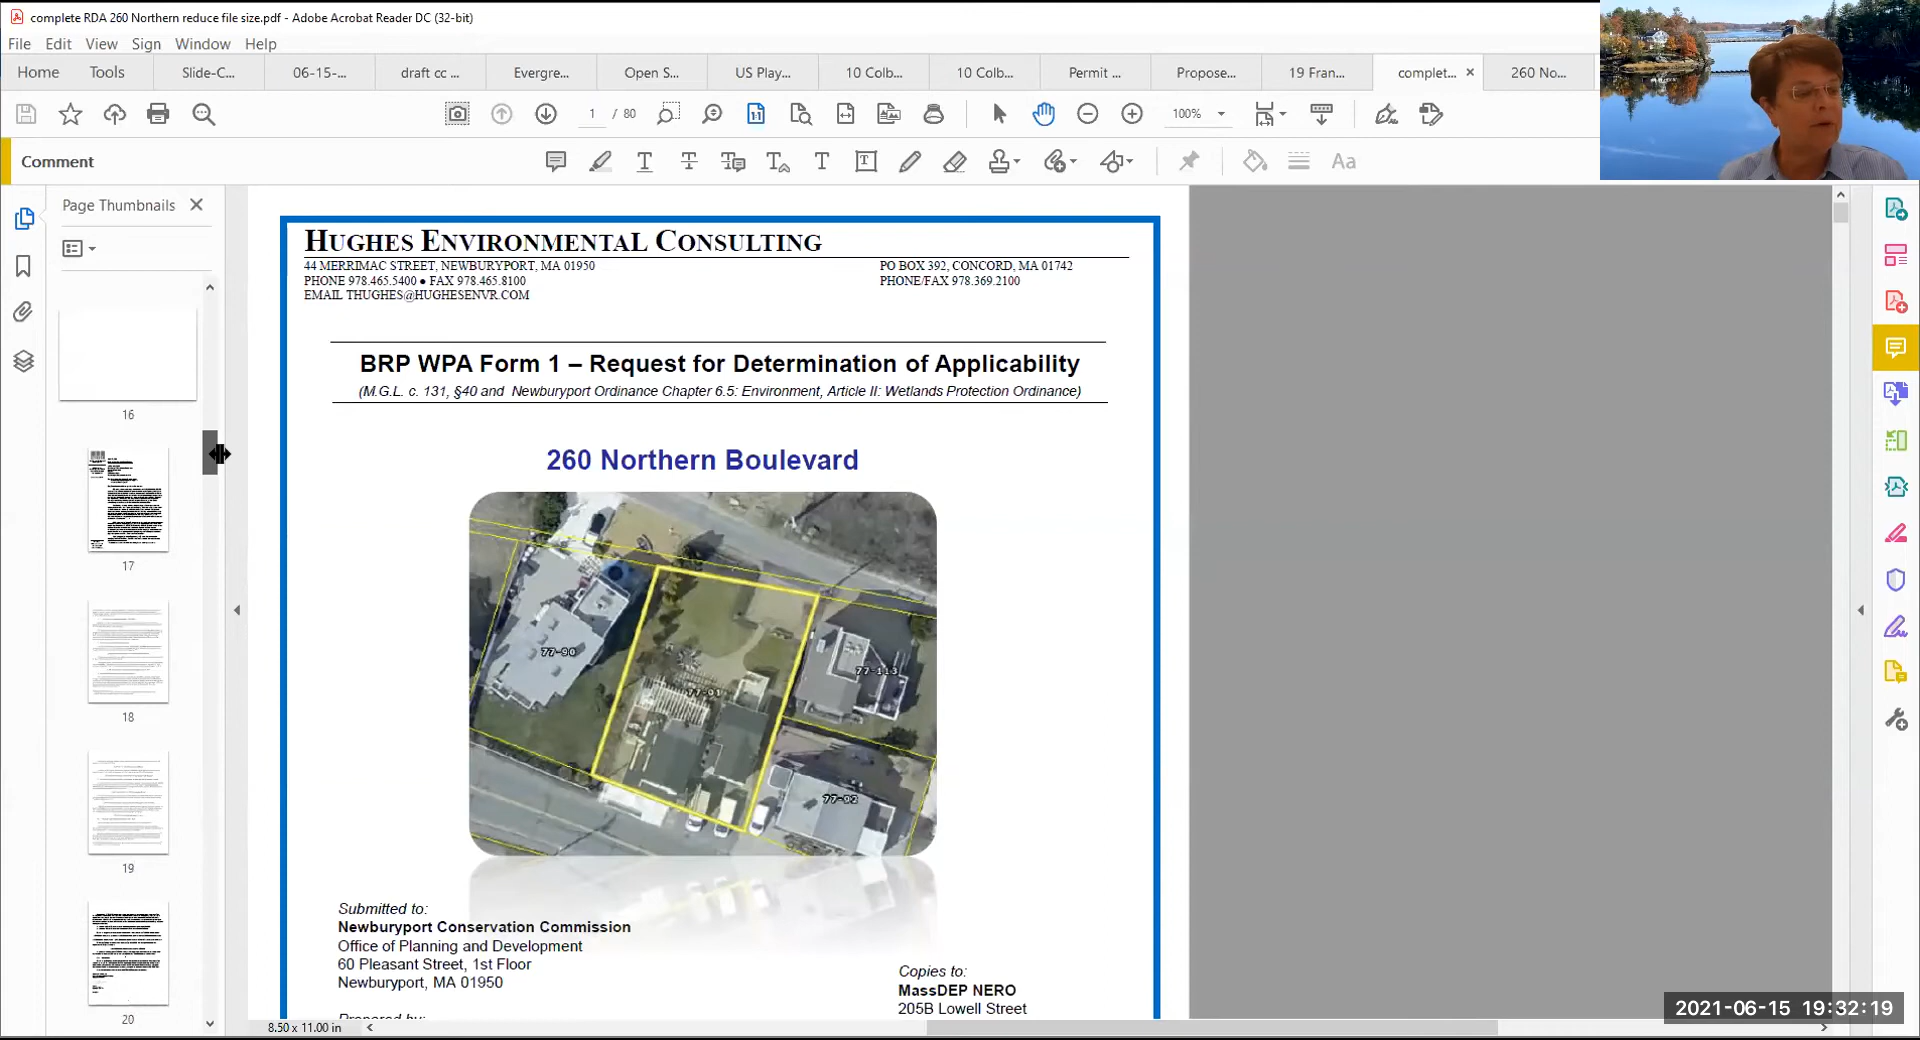 complete RDA 260 Northern reduce file size.pdf - Adobe Acrobat Reader DC (32-bit)
File Edit View Sign Window Help
Home Tools Slide-C... 06-15-... draft cc ... Evergre... Open S... US Play... 10 Colb... 10 Colb... Permit ... Propose... 19 Fran... complet... × 260 No...
1 / 80 100%
Comment
Page Thumbnails
16
17
18
19
20
HUGHES ENVIRONMENTAL CONSULTING
44 MERRIMAC STREET, NEWBURYPORT, MA 01950 PO BOX 392, CONCORD, MA 01742
PHONE 978.465.5400 ● FAX 978.465.8100 PHONE/FAX 978.369.2100
EMAIL THUGHES@HUGHESENVR.COM
BRP WPA Form 1 – Request for Determination of Applicability
(M.G.L. c. 131, §40 and Newburyport Ordinance Chapter 6.5: Environment, Article II: Wetlands Protection Ordinance)
260 Northern Boulevard
77-90
77-113
77-91
77-92
Submitted to:
Newburyport Conservation Commission
Office of Planning and Development
60 Pleasant Street, 1st Floor
Newburyport, MA 01950
Copies to:
MassDEP NERO
205B Lowell Street
Prepared by:
8.50 x 11.00 in
2021-06-15 19:32:19